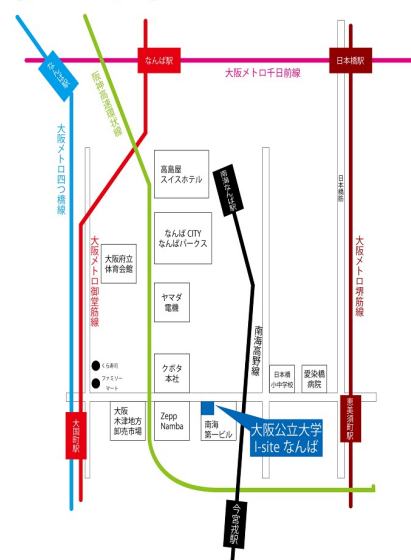 なんば駅
なんば駅
日本橋駅
大阪メトロ千日前線
阪神高速環状線
大阪メトロ四つ橋線
高島屋
スイスホテル
南海なんば駅
日本橋筋
なんば CITY
なんばパークス
大阪府立
体育会館
大阪メトロ御堂筋線
大阪メトロ堺筋線
ヤマダ
電機
南海高野線
くら寿司
ファミリー
マート
クボタ
本社
日本橋
小中学校
愛染橋
病院
大国町駅
大阪
木津地方
卸売市場
Zepp
Namba
南海
第一ビル
大阪公立大学
I-site なんば
恵美須町駅
今宮戎駅